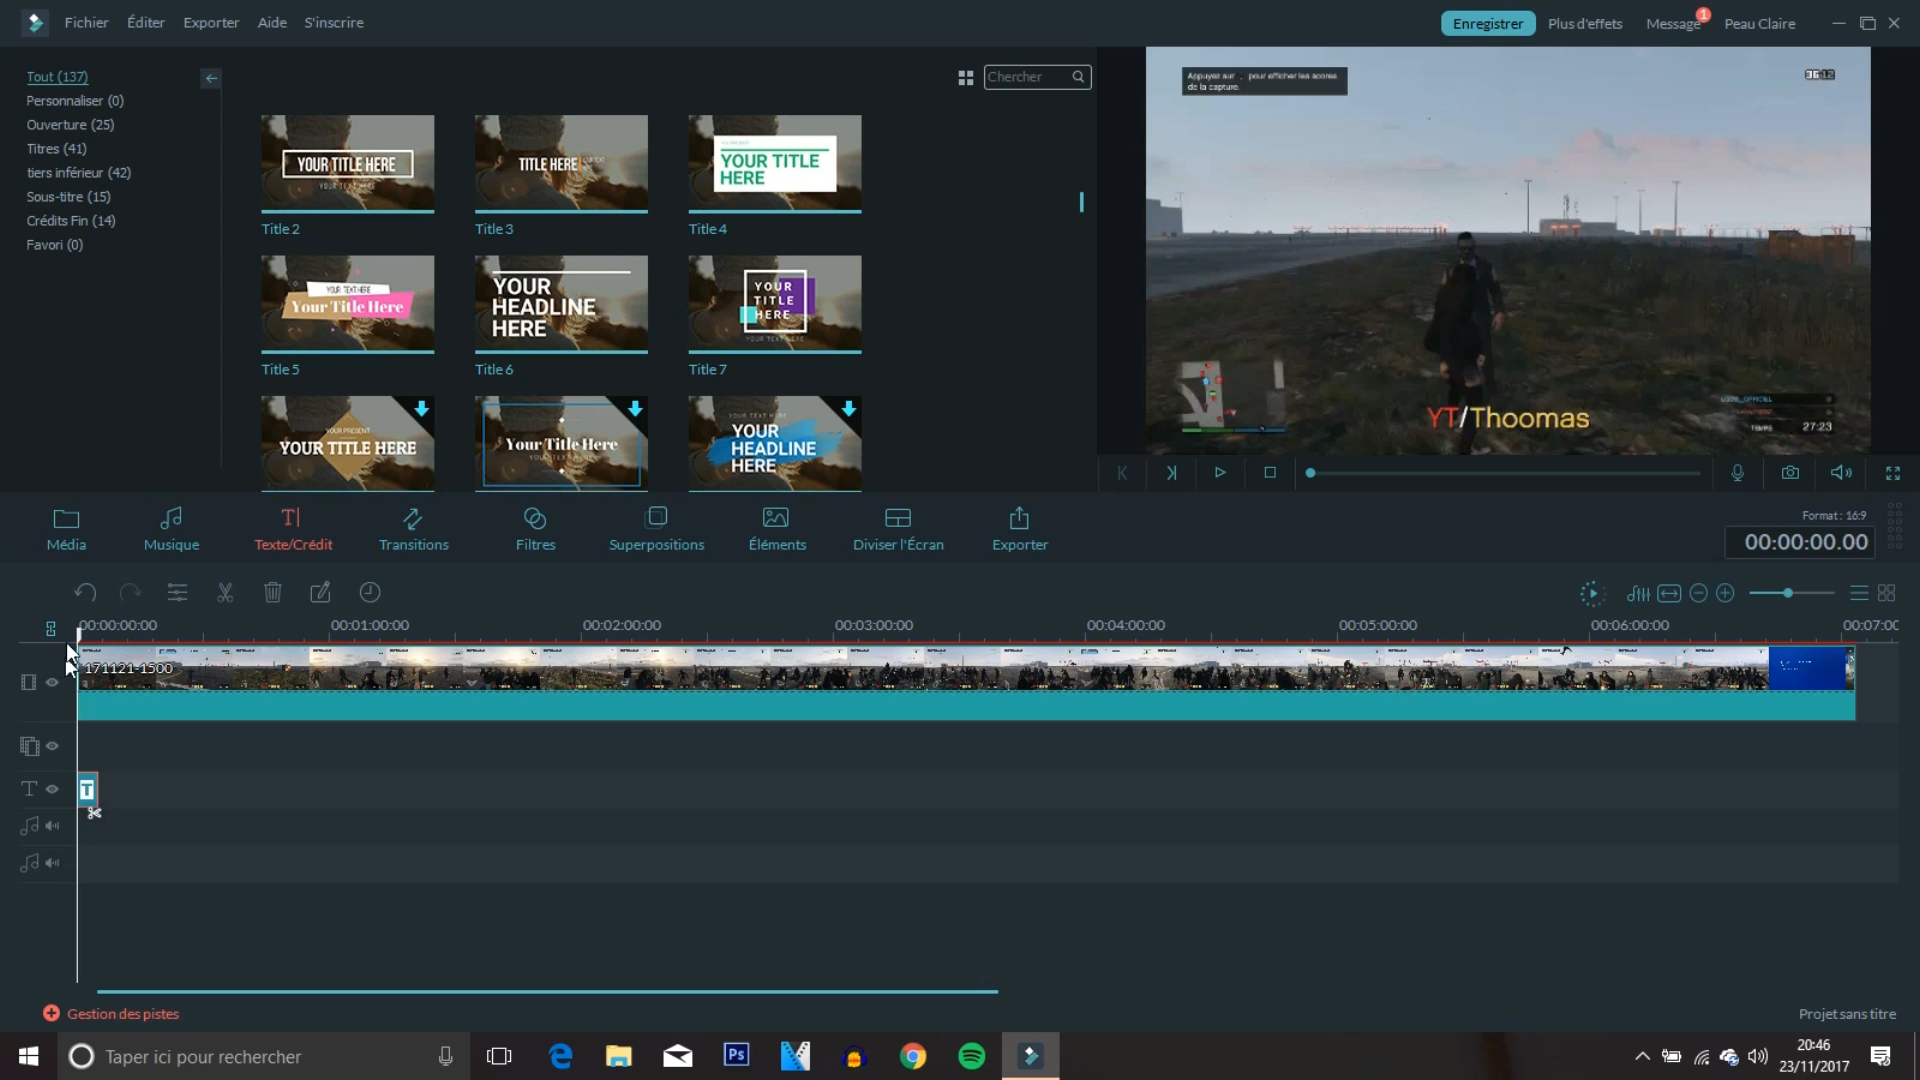 Fichier Éditer Exporter Aide S'inscrire
Enregistrer Plus d'effets Message 1 Peau Claire
Tout (137)
Personnaliser (0)
Ouverture (25)
Titres (41)
tiers inférieur (42)
Sous-titre (15)
Crédits Fin (14)
Favori (0)
Chercher
YOUR TITLE HERE
YOUR TEXT HERE
Title 2
TITLE HERE
Title 3
YOUR TITLE
HERE
Title 4
YOUR TEXT HERE
Your Title Here
Title 5
YOUR
HEADLINE
HERE
Title 6
YOUR
TITLE
HERE
YOUR TEXT HERE
Title 7
YOUR PRESENT
YOUR TITLE HERE
Your Title Here
YOUR TEXT HERE
YOUR
HEADLINE
HERE
Appuyez sur . pour afficher les scores
de la capture.
YT/Thoomas
TEMPS 27:23
Média Musique Texte/Crédit Transitions Filtres Superpositions Éléments Diviser l'Écran Exporter
Format : 16:9
00:00:00.00
00:00:00:00 00:01:00:00 00:02:00:00 00:03:00:00 00:04:00:00 00:05:00:00 00:06:00:00 00:07:00
171121-1500
T
Gestion des pistes
Projet sans titre
Taper ici pour rechercher
Ps
20:46
23/11/2017